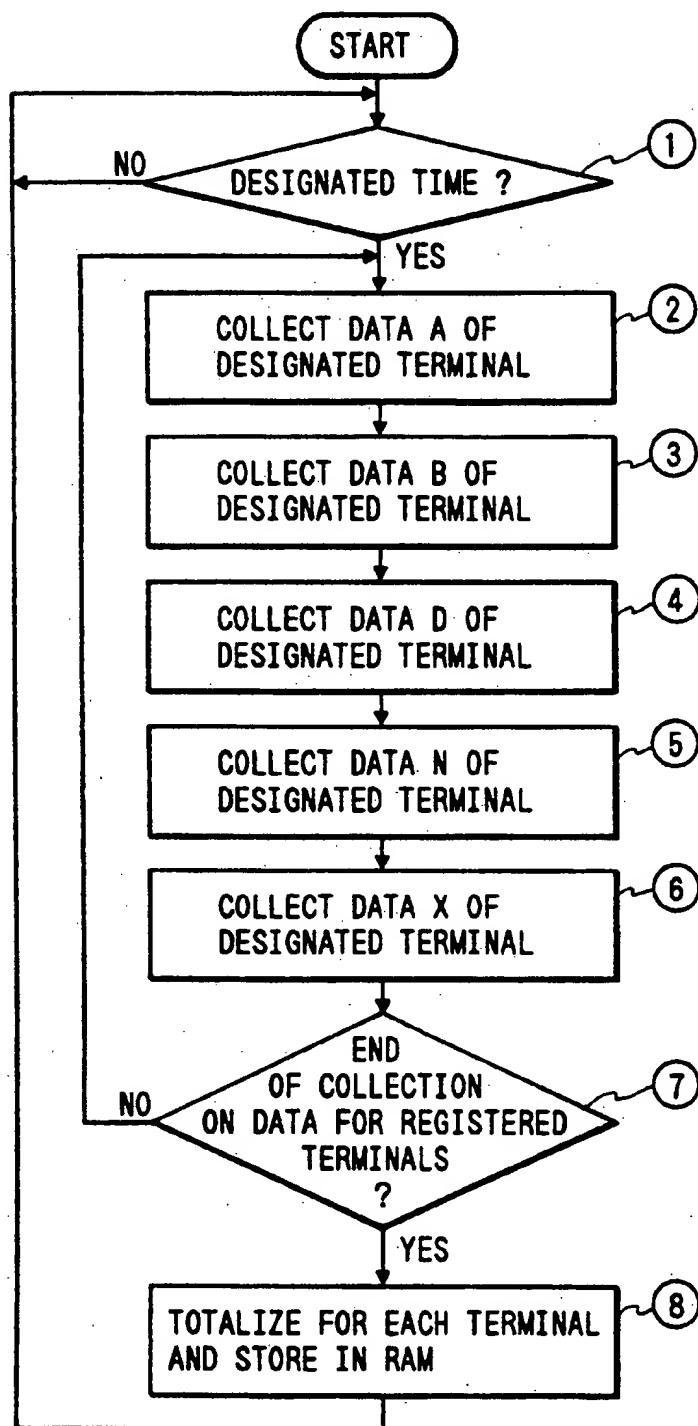 START
1
NO
DESIGNATED TIME ?
YES
2
COLLECT DATA A OF
DESIGNATED TERMINAL
3
COLLECT DATA B OF
DESIGNATED TERMINAL
4
COLLECT DATA D OF
DESIGNATED TERMINAL
5
COLLECT DATA N OF
DESIGNATED TERMINAL
6
COLLECT DATA X OF
DESIGNATED TERMINAL
7
NO
END
OF COLLECTION
ON DATA FOR REGISTERED
TERMINALS
?
YES
8
TOTALIZE FOR EACH TERMINAL
AND STORE IN RAM